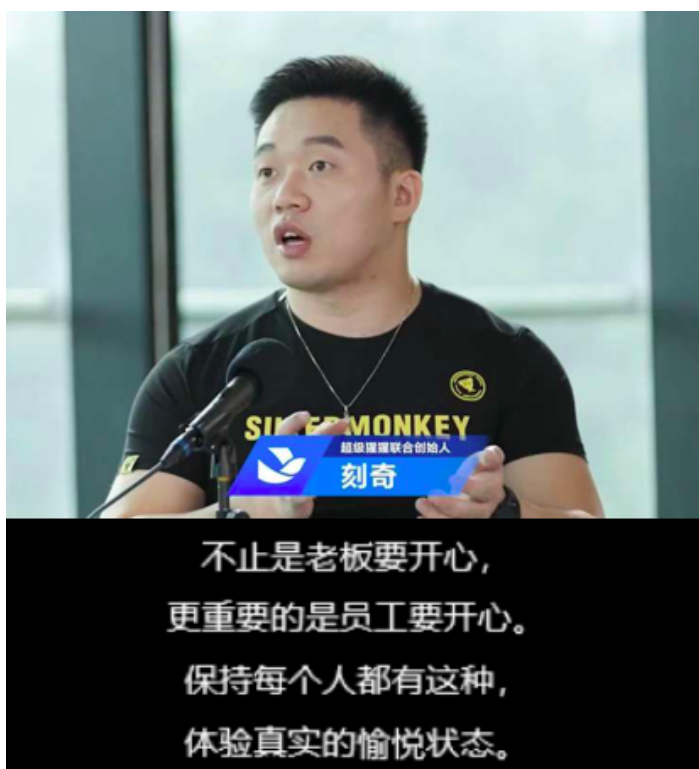 SUPERMONKEY
超级猩猩联合创始人
刻奇
不止是老板要开心，
更重要的是员工要开心。
保持每个人都有这种，
体验真实的愉悦状态。